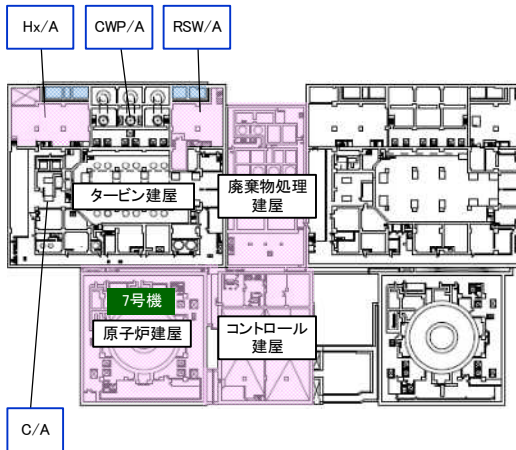 Hx/A
CWP/A
RSW/A
タービン建屋
廃棄物処理
建屋
7号機
原子炉建屋
コントロール
建屋
C/A